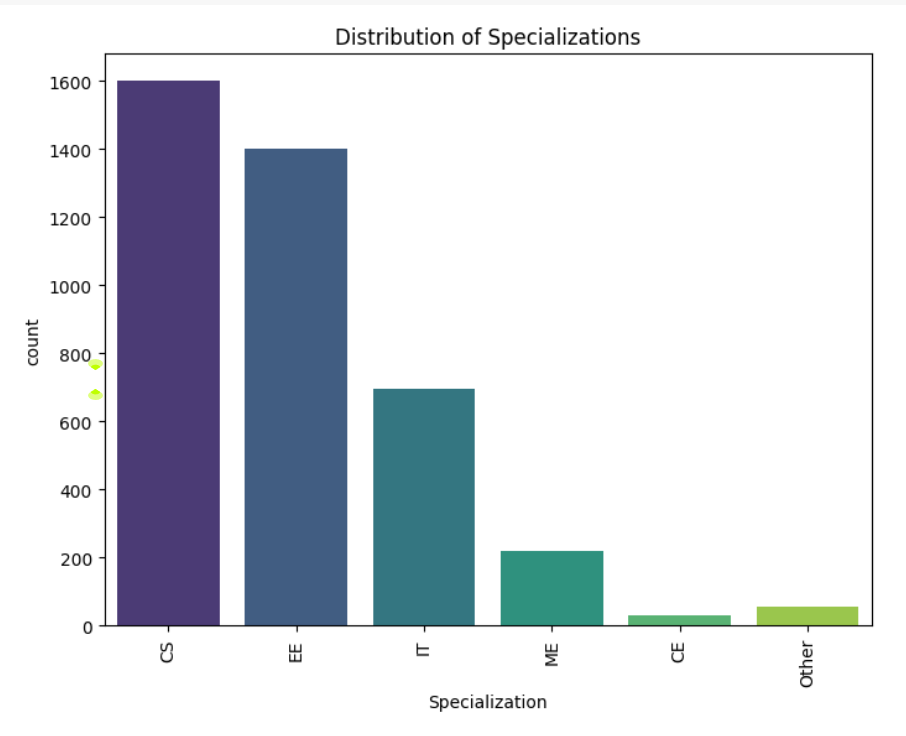 Distribution of Specializations
1600
1400
1200
1000
800
600
400
200
0
count
CS
EE
IT
ME
CE
Other
Specialization